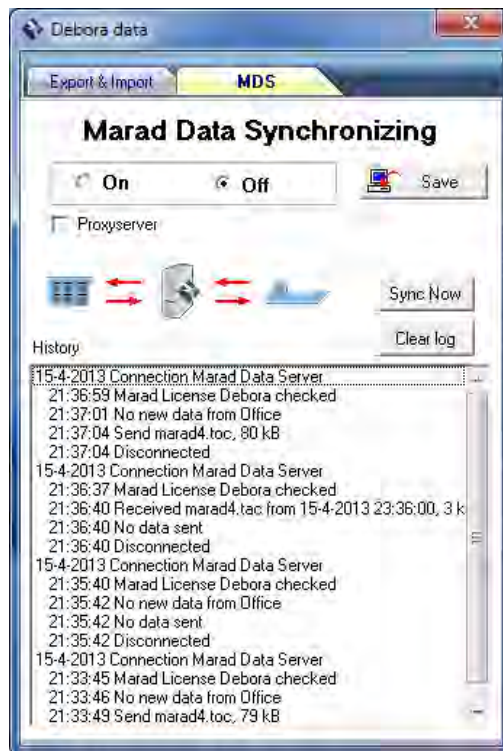 Debora data
Export & Import MDS
Marad Data Synchronizing
On Off Save
Proxyserver
Sync Now
Clear log
History
15-4-2013 Connection Marad Data Server
21:36:59 Marad License Debora checked
21:37:01 No new data from Office
21:37:04 Send marad4.toc, 80 kB
21:37:04 Disconnected
15-4-2013 Connection Marad Data Server
21:36:37 Marad License Debora checked
21:36:40 Received marad4.tac from 15-4-2013 23:36:00, 3 k
21:36:40 No data sent
21:36:40 Disconnected
15-4-2013 Connection Marad Data Server
21:35:40 Marad License Debora checked
21:35:42 No new data from Office
21:35:42 No data sent
21:35:42 Disconnected
15-4-2013 Connection Marad Data Server
21:33:45 Marad License Debora checked
21:33:46 No new data from Office
21:33:49 Send marad4.toc, 79 kB